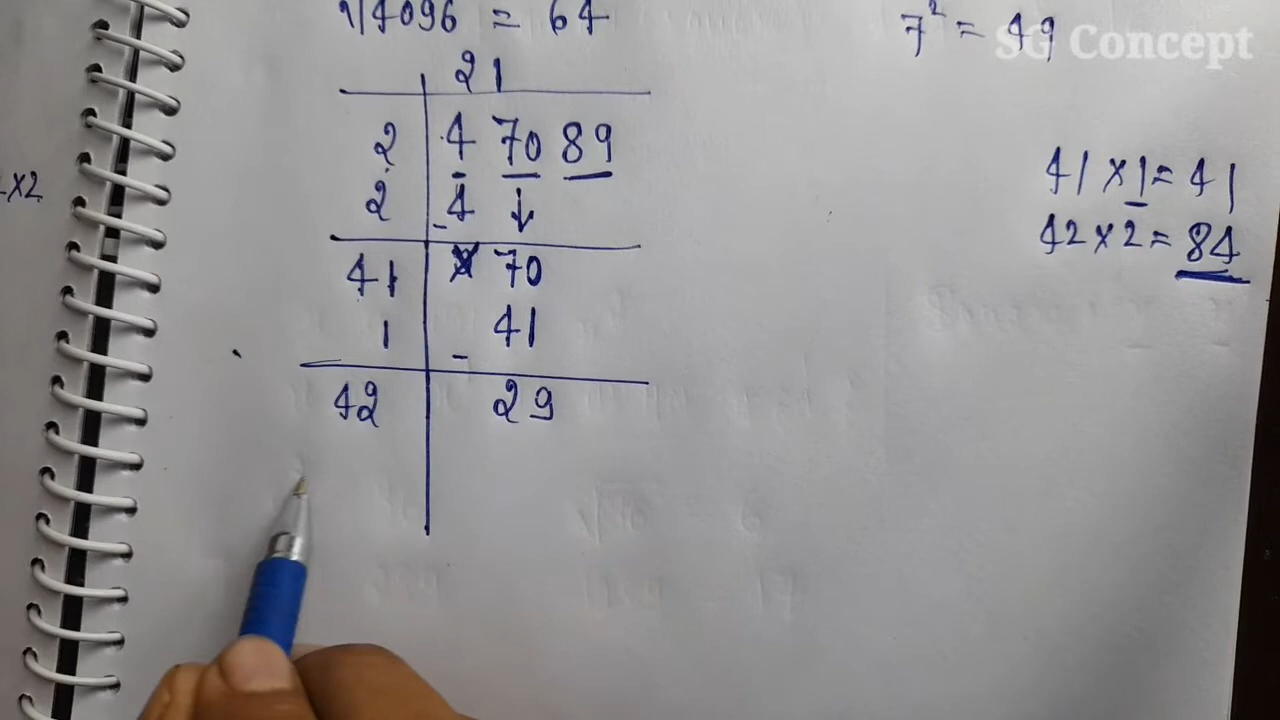 √4096 = 64
7² = 49
SG Concept
21
2 4 70 89
2 - 4 ↓
41 x 70
1 - 41
42 29
41 × 1 = 41
42 × 2 = 84
×2